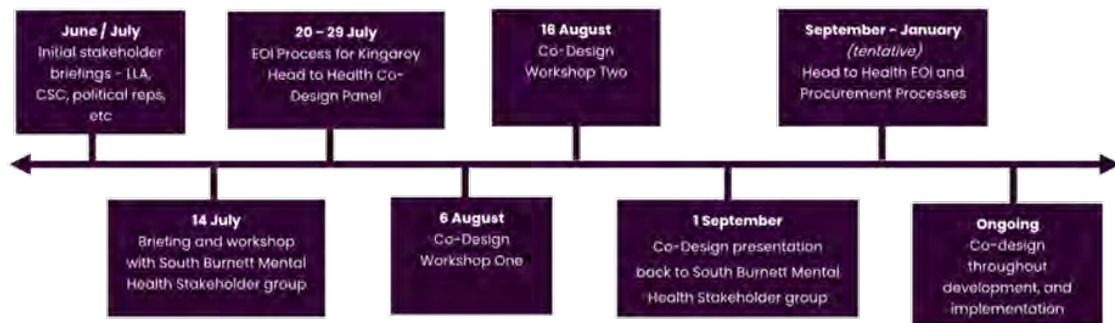 June / July
Initial stakeholder
briefings - LLA,
CSC, political reps,
etc
20 - 29 July
EOI Process for Kingaroy
Head to Health Co-
Design Panel
16 August
Co-Design
Workshop Two
September - January
(tentative)
Head to Health EOI and
Procurement Processes
14 July
Briefing and workshop
with South Burnett Mental
Health Stakeholder group
6 August
Co-Design
Workshop One
1 September
Co-Design presentation
back to South Burnett Mental
Health Stakeholder group
Ongoing
Co-design
throughout
development, and
implementation